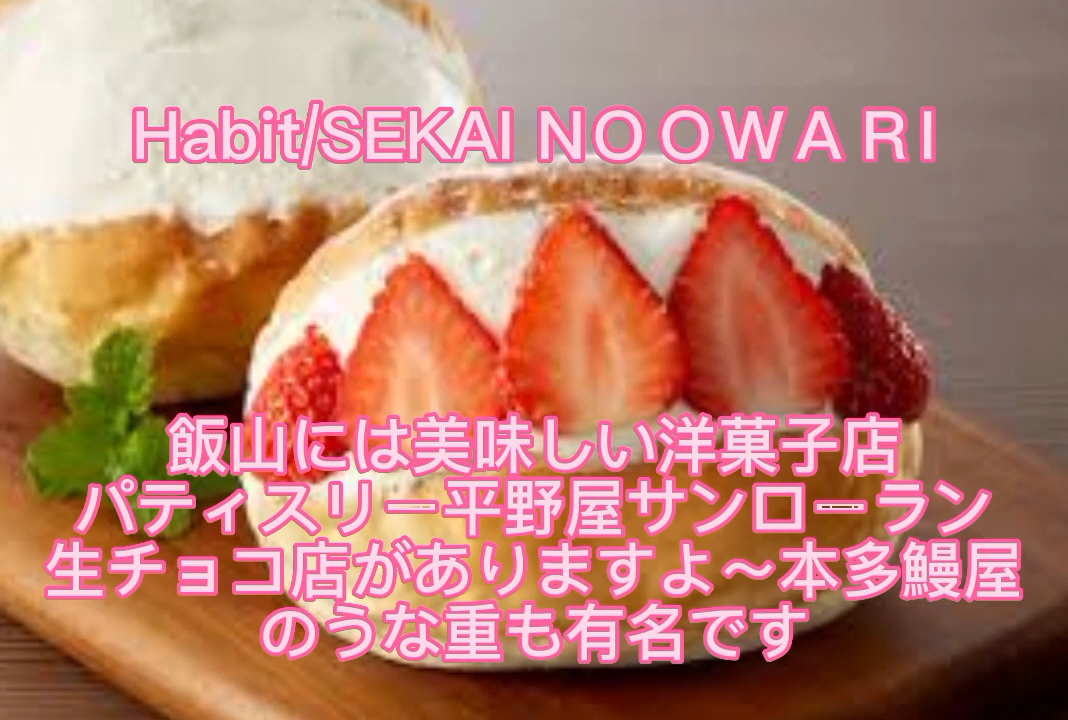 Habit/SEKAI NO OWARI
飯山には美味しい洋菓子店
パティスリー平野屋サンローラン
生チョコ店がありますよ～本多鰻屋
のうな重も有名です